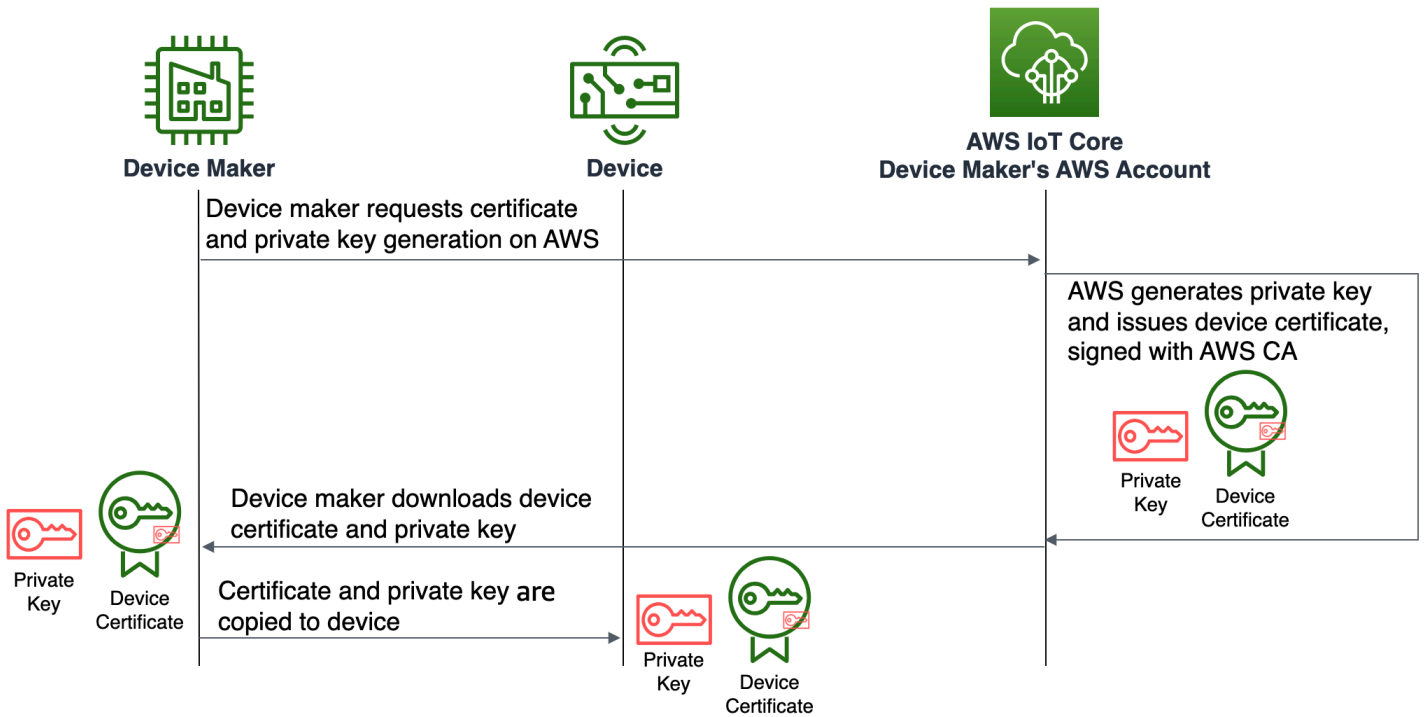 Device Maker
Device
AWS IoT Core
Device Maker's AWS Account
Device maker requests certificate
and private key generation on AWS
AWS generates private key
and issues device certificate,
signed with AWS CA
Private
Key
Device
Certificate
Device maker downloads device
certificate and private key
Private
Key
Device
Certificate
Certificate and private key are
copied to device
Private
Key
Device
Certificate